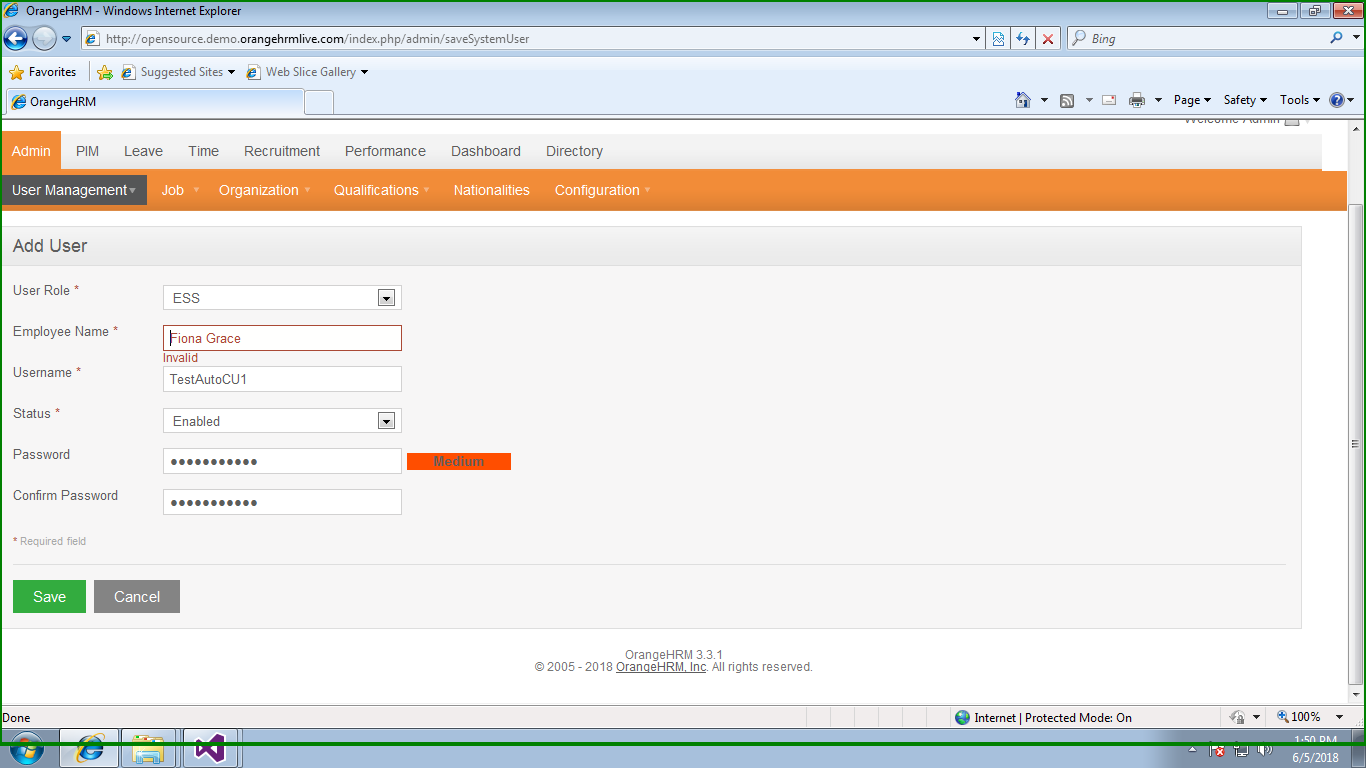 OrangeHRM - Windows Internet Explorer
http://opensource.demo.orangehrmlive.com/index.php/admin/saveSystemUser
Bing
Favorites Suggested Sites Web Slice Gallery
OrangeHRM
Page Safety Tools
Welcome Admin
Admin PIM Leave Time Recruitment Performance Dashboard Directory
User Management Job Organization Qualifications Nationalities Configuration
Add User
User Role * ESS
Employee Name * Fiona Grace
Invalid
Username * TestAutoCU1
Status * Enabled
Password ●●●●●●●●●●● Medium
Confirm Password ●●●●●●●●●●●
* Required field
Save Cancel
OrangeHRM 3.3.1
© 2005 - 2018 OrangeHRM, Inc. All rights reserved.
Done Internet | Protected Mode: On 100%
1:50 PM
6/5/2018